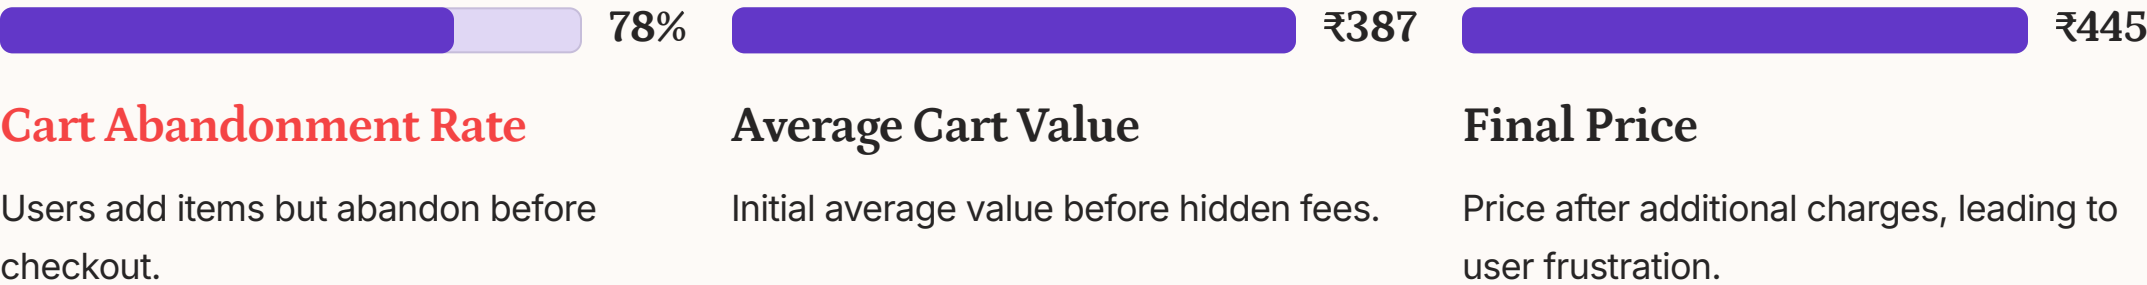 78%
Cart Abandonment Rate
Users add items but abandon before
checkout.
₹387
Average Cart Value
Initial average value before hidden fees.
₹445
Final Price
Price after additional charges, leading to
user frustration.